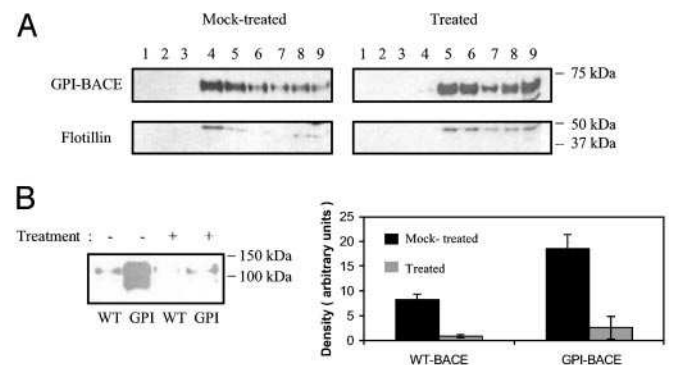 A
Mock-treated Treated
1 2 3 4 5 6 7 8 9 1 2 3 4 5 6 7 8 9
GPI-BACE – 75 kDa
Flotillin – 50 kDa
– 37 kDa
B
Treatment : - - + +
– 150 kDa
– 100 kDa
WT GPI WT GPI
Density ( arbitrary units )
25
20
15
10
5
0
Mock- treated
Treated
WT-BACE GPI-BACE